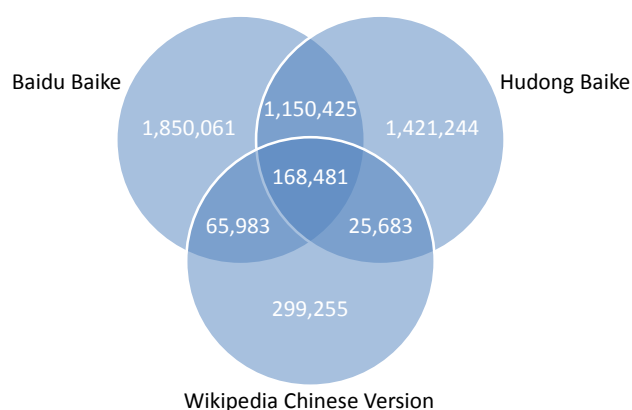 Baidu Baike
Hudong Baike
1,150,425
1,850,061
1,421,244
168,481
65,983
25,683
299,255
Wikipedia Chinese Version